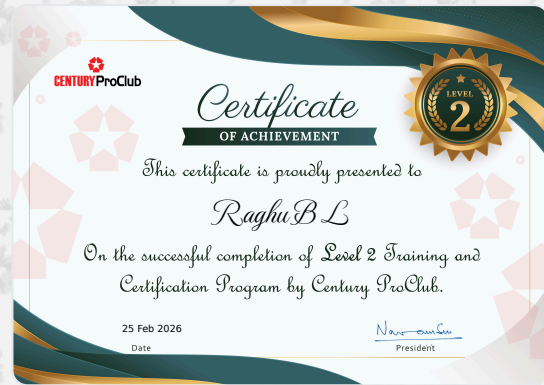 CENTURY ProClub
Certificate
OF ACHIEVEMENT
LEVEL
2
This certificate is proudly presented to
Raghu B L
On the successful completion of Level 2 Training and
Certification Program by Century ProClub.
25 Feb 2026
Date
President